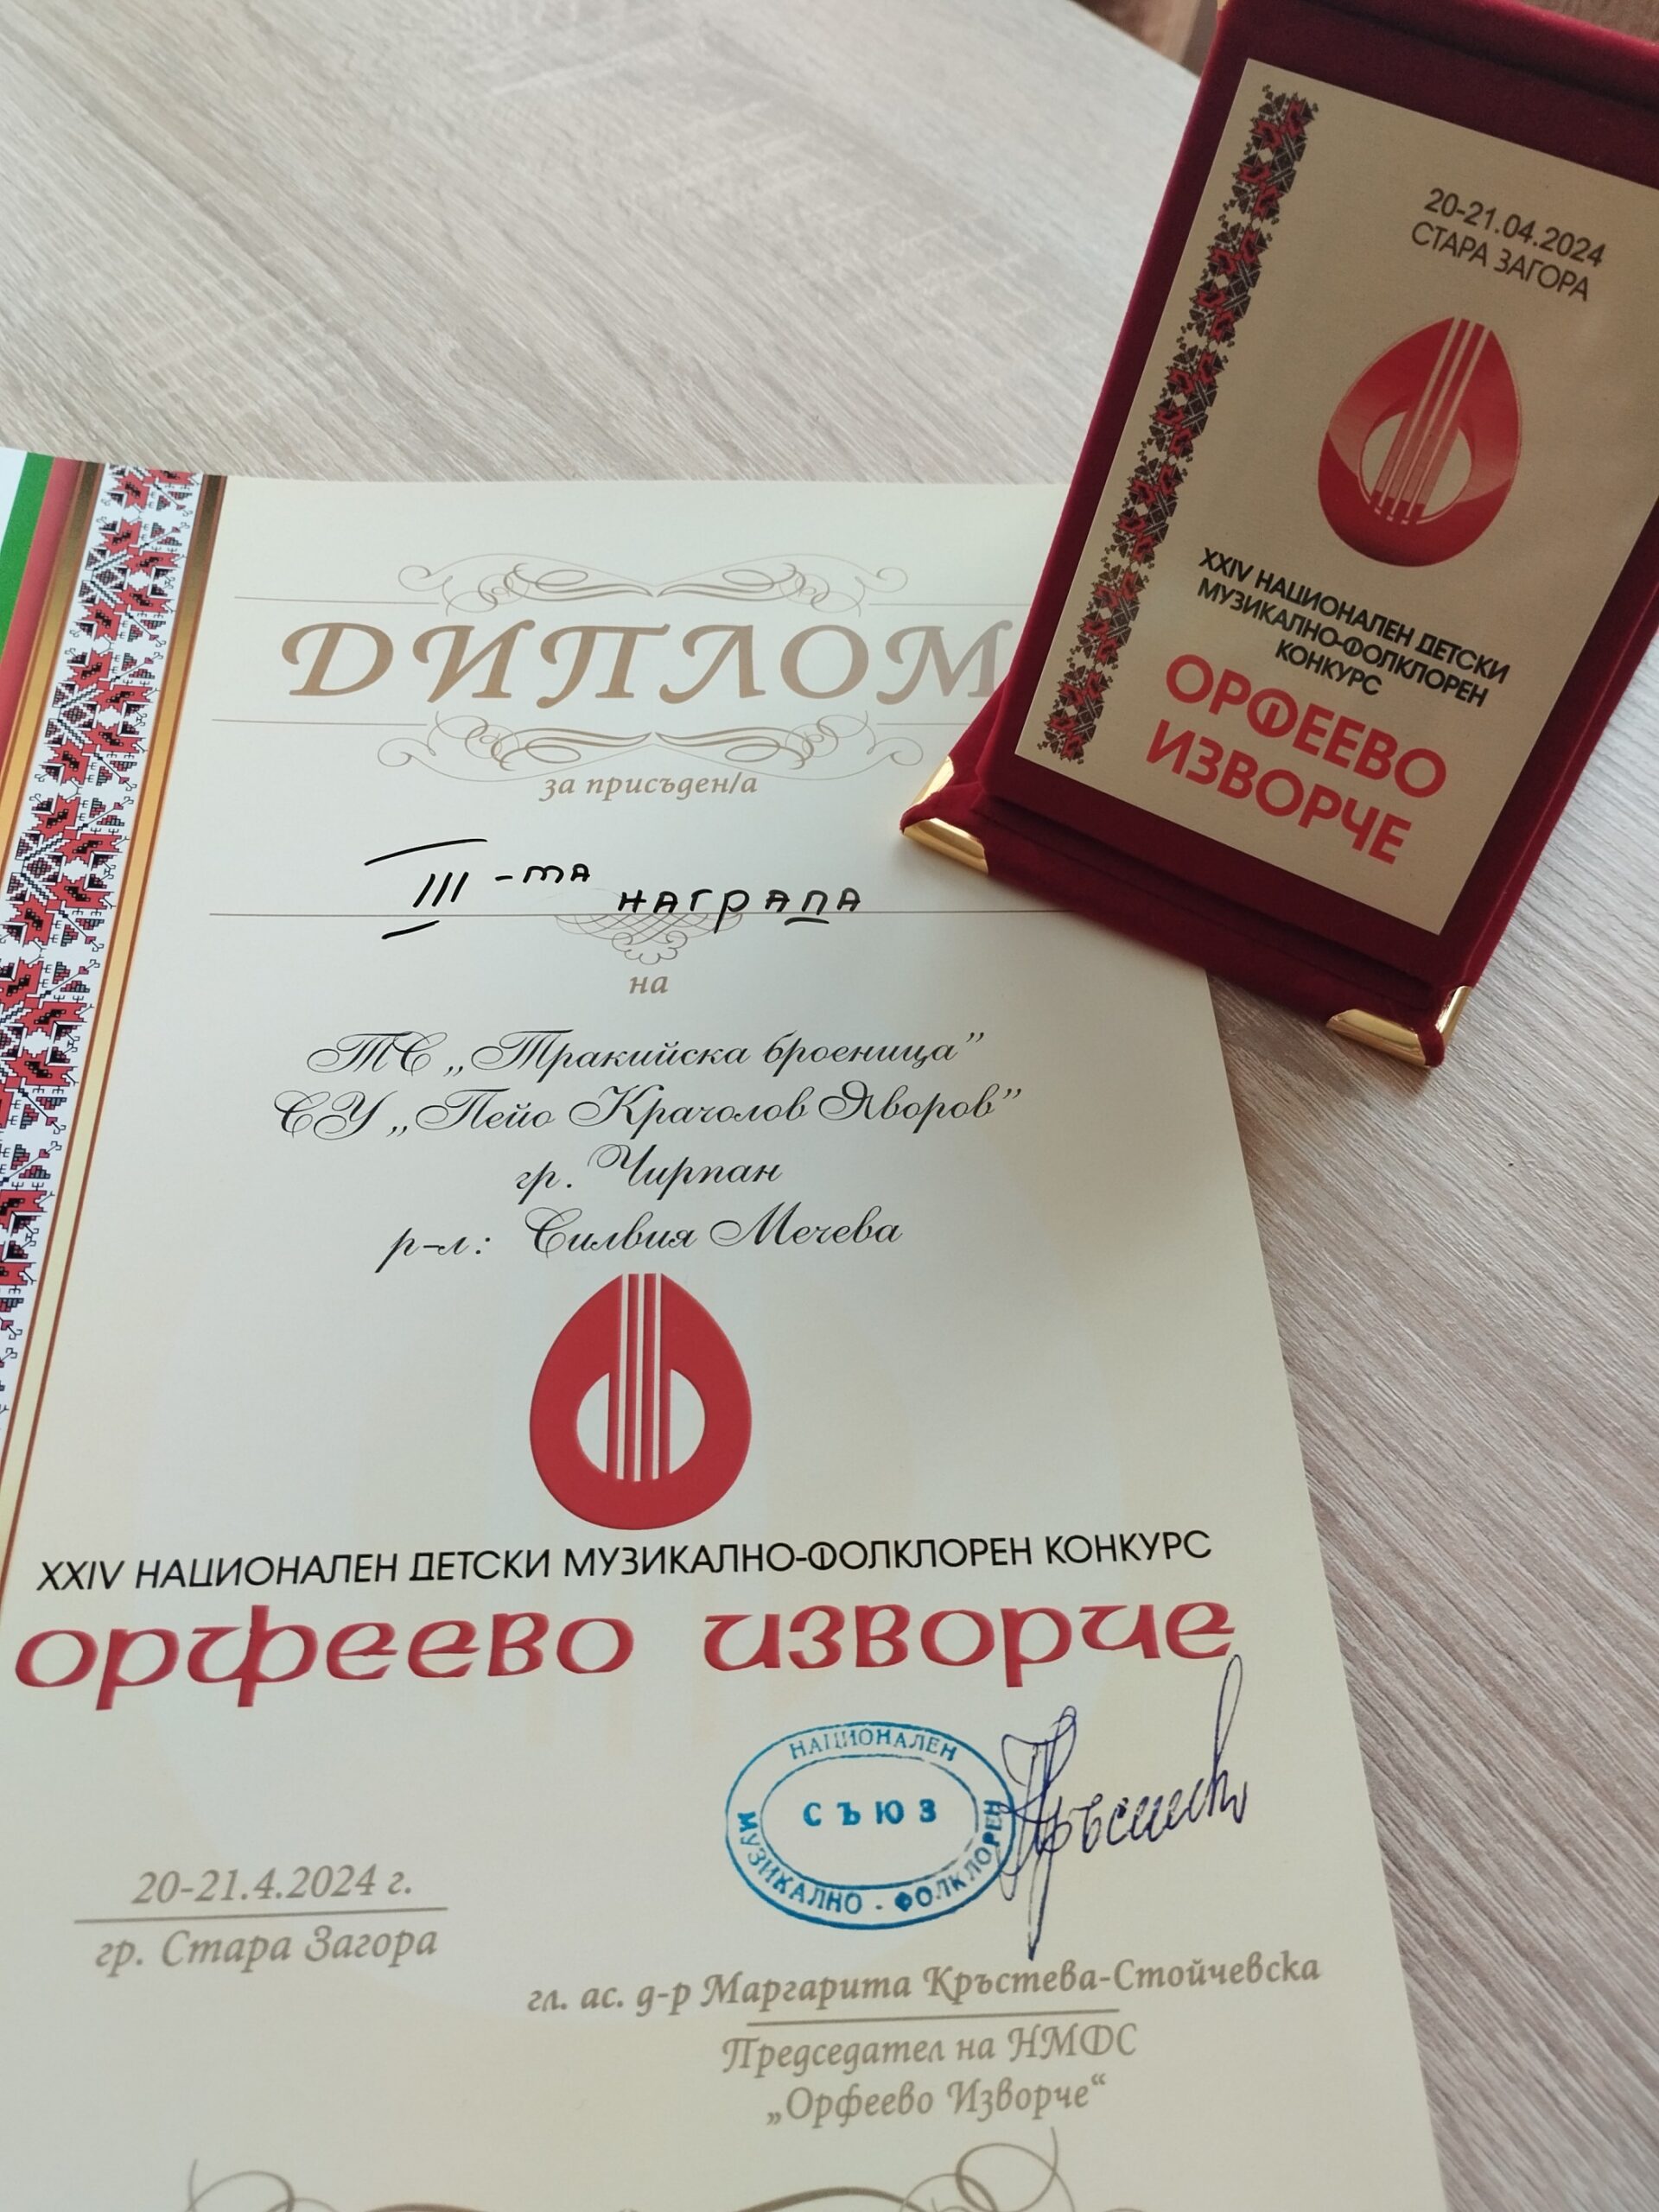 ДИПЛОМ
за присъден/а
III-та награда
на
ТС „Тракийска броеница”
СУ „Пейо Крачолов Яворов”
гр. Чирпан
р-л: Силвия Мечева
XXIV НАЦИОНАЛЕН ДЕТСКИ МУЗИКАЛНО-ФОЛКЛОРЕН КОНКУРС
орфеево изворче
НАЦИОНАЛЕН
СЪЮЗ
МУЗИКАЛНО - ФОЛКЛОРЕН
20-21.4.2024 г.
гр. Стара Загора
гл. ас. д-р Маргарита Кръстева-Стойчевска
Председател на НМФС
„Орфеево Изворче“
20-21.04.2024
СТАРА ЗАГОРА
XXIV НАЦИОНАЛЕН ДЕТСКИ
МУЗИКАЛНО-ФОЛКЛОРЕН
КОНКУРС
ОРФЕЕВО
ИЗВОРЧЕ